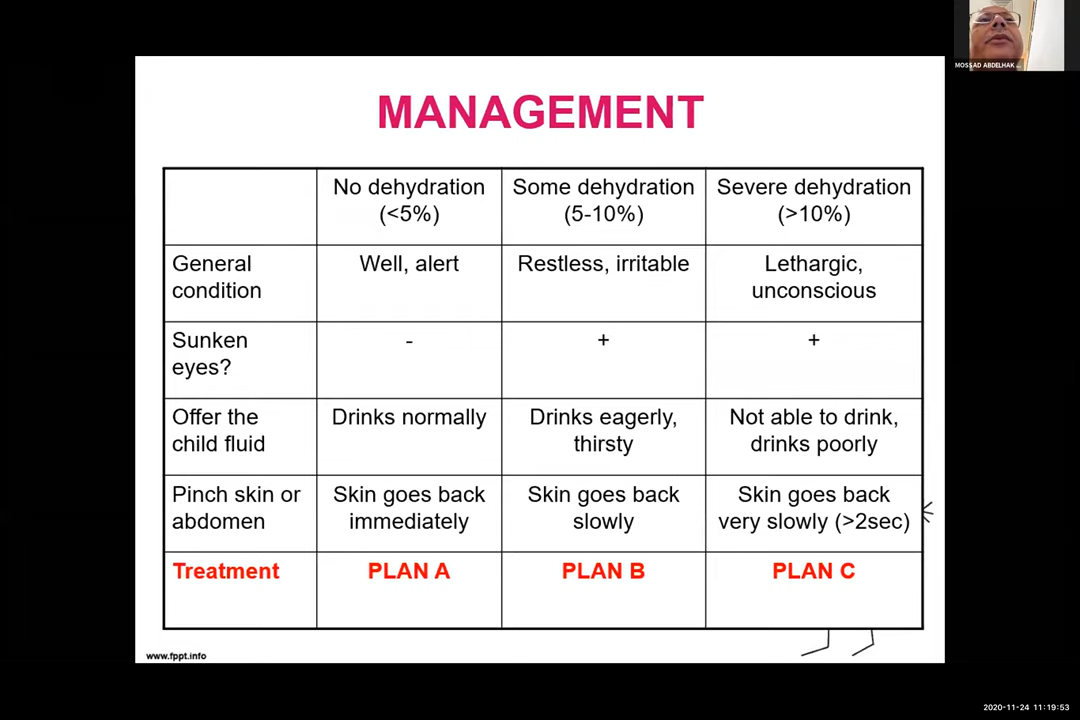 MOSSAD ABDELHAK ...
MANAGEMENT
No dehydration (<5%)
Some dehydration (5-10%)
Severe dehydration (>10%)
General condition
Well, alert
Restless, irritable
Lethargic, unconscious
Sunken eyes?
-
+
+
Offer the child fluid
Drinks normally
Drinks eagerly, thirsty
Not able to drink, drinks poorly
Pinch skin or abdomen
Skin goes back immediately
Skin goes back slowly
Skin goes back very slowly (>2sec)
Treatment
PLAN A
PLAN B
PLAN C
www.fppt.info
2020-11-24 11:19:53